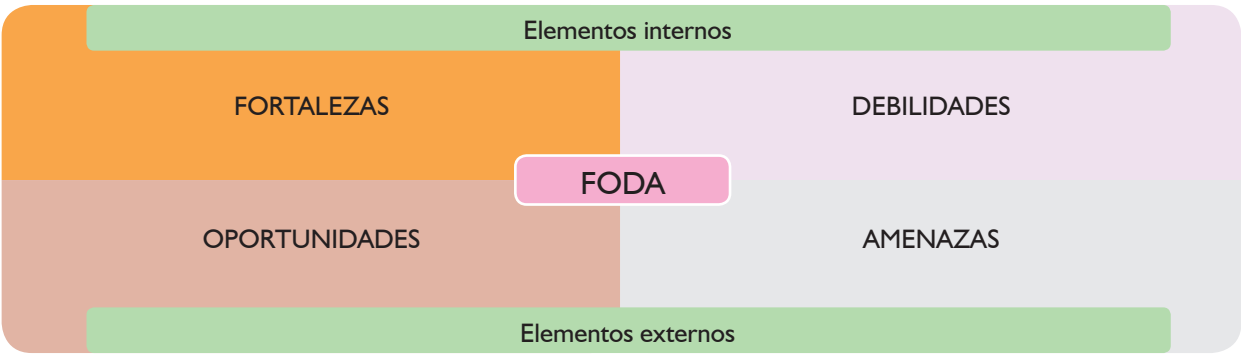 Elementos internos
FORTALEZAS
DEBILIDADES
FODA
OPORTUNIDADES
AMENAZAS
Elementos externos